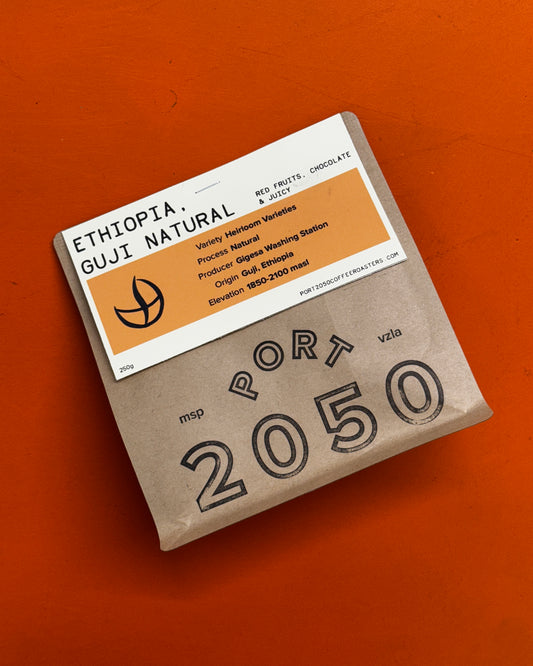 ETHIOPIA,
GUJI NATURAL
RED FRUITS, CHOCOLATE
& JUICY
Variety Heirloom Varieties
Process Natural
Producer Gigesa Washing Station
Origin Guji, Ethiopia
Elevation 1850-2100 masl
250g
PORT2050COFFEEROASTERS.COM
msp
PORT
vzla
2050